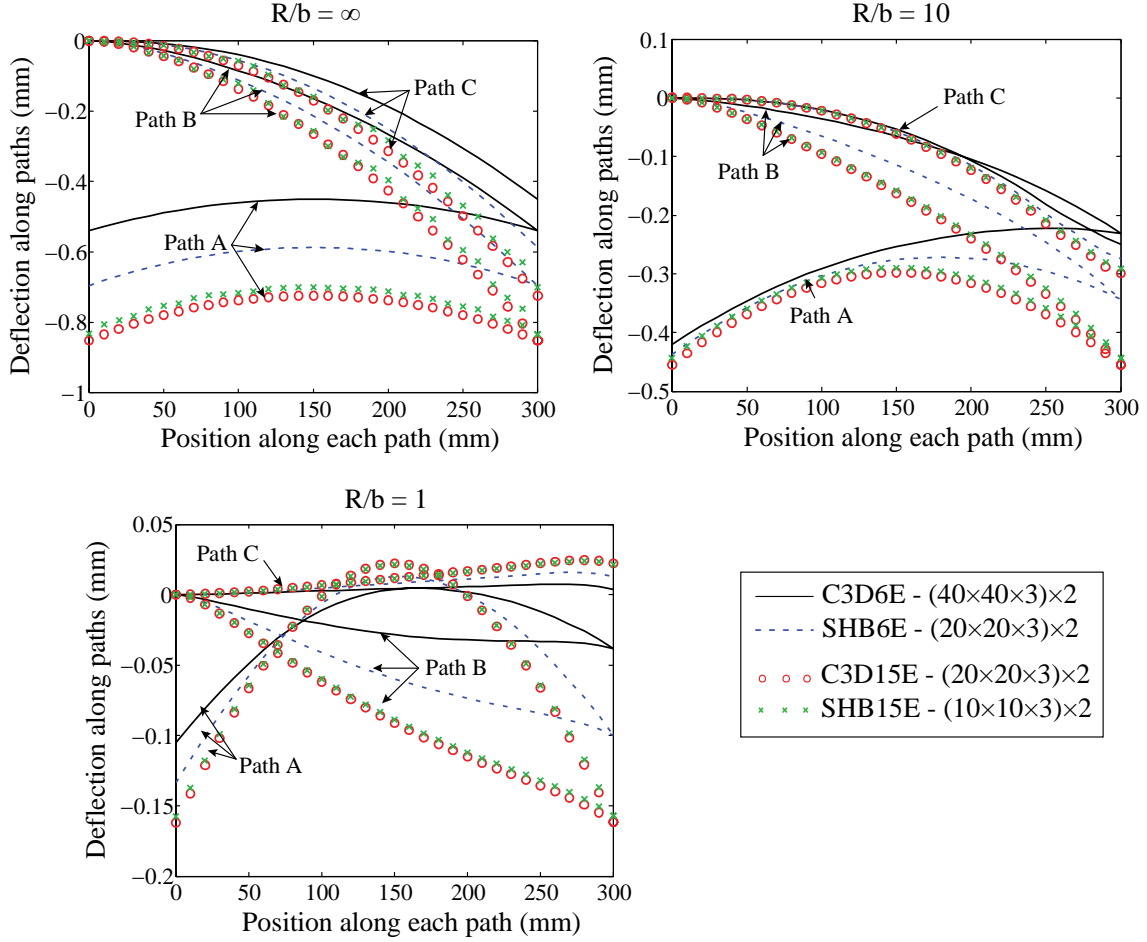 R/b = ∞
Deflection along paths (mm)
0
−0.2
−0.4
−0.6
−0.8
−1
Path C
Path B
Path A
0 50 100 150 200 250 300
Position along each path (mm)
R/b = 10
Deflection along paths (mm)
0.1
0
−0.1
−0.2
−0.3
−0.4
−0.5
Path C
Path B
Path A
0 50 100 150 200 250 300
Position along each path (mm)
R/b = 1
Deflection along paths (mm)
0.05
0
−0.05
−0.1
−0.15
−0.2
Path C
Path B
Path A
0 50 100 150 200 250 300
Position along each path (mm)
C3D6E - (40×40×3)×2
SHB6E - (20×20×3)×2
C3D15E - (20×20×3)×2
SHB15E - (10×10×3)×2